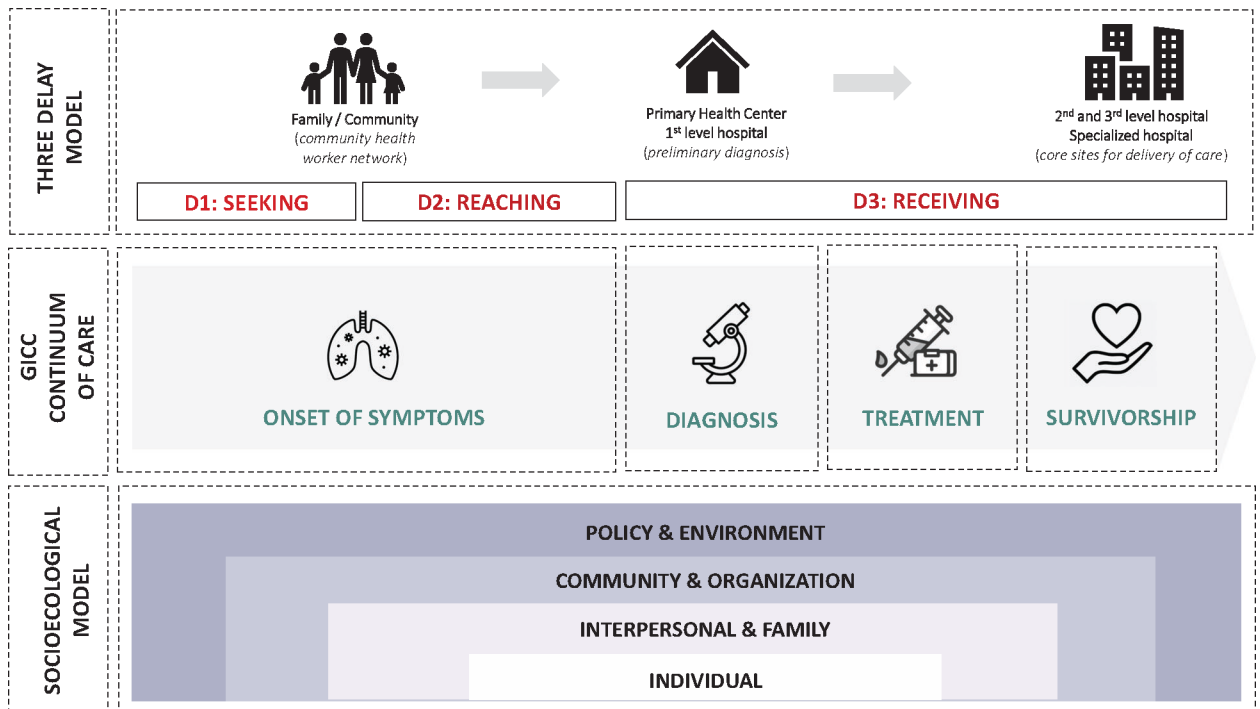 THREE DELAY
MODEL
Family / Community
(community health
worker network)
Primary Health Center
1st level hospital
(preliminary diagnosis)
2nd and 3rd level hospital
Specialized hospital
(core sites for delivery of care)
D1: SEEKING
D2: REACHING
D3: RECEIVING
GICC
CONTINUUM
OF CARE
ONSET OF SYMPTOMS
DIAGNOSIS
TREATMENT
SURVIVORSHIP
SOCIOECOLOGICAL
MODEL
POLICY & ENVIRONMENT
COMMUNITY & ORGANIZATION
INTERPERSONAL & FAMILY
INDIVIDUAL